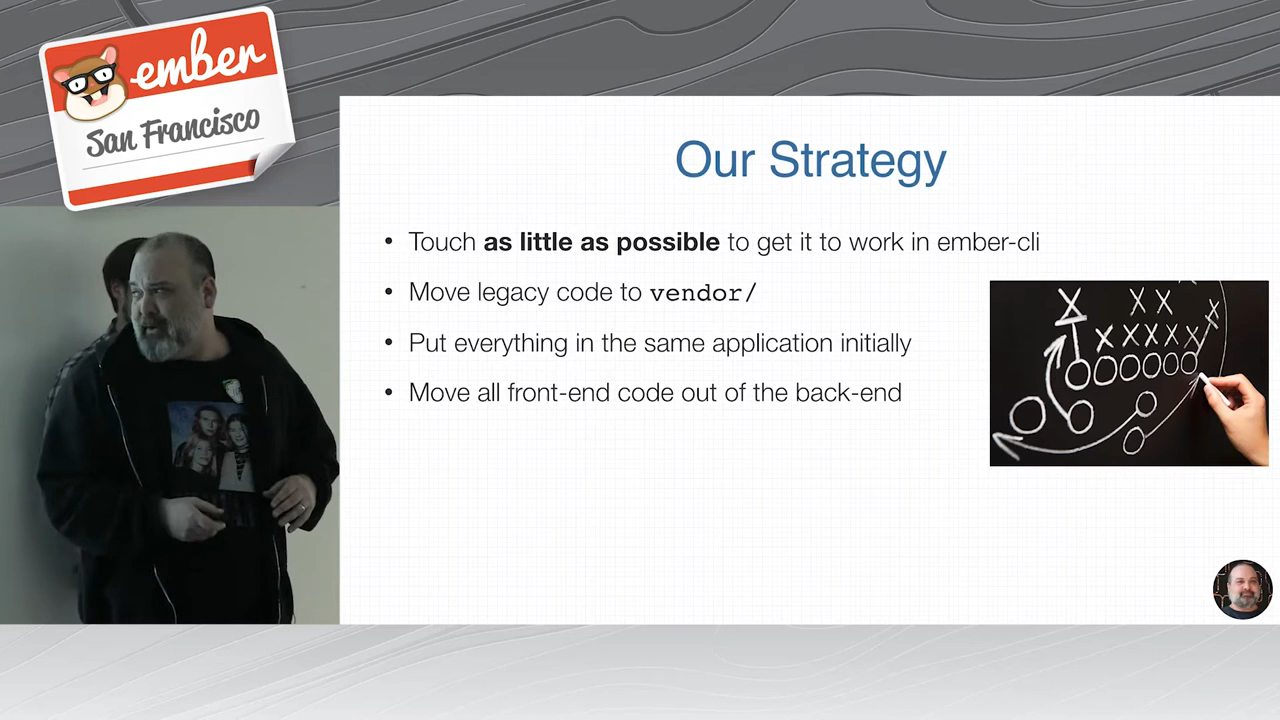 ember
San Francisco
Our Strategy
• Touch as little as possible to get it to work in ember-cli
• Move legacy code to vendor/
• Put everything in the same application initially
• Move all front-end code out of the back-end
X
X X
X
X X X X X